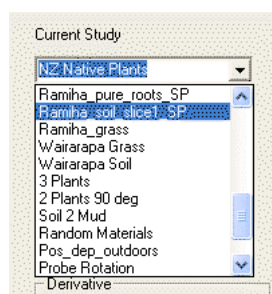 Current Study
NZ Native Plants
Ramiha_pure_roots_SP
Ramiha_soil_slice1_SP
Ramiha_grass
Wairarapa Grass
Wairarapa Soil
3 Plants
2 Plants 90 deg
Soil 2 Mud
Random Materials
Pos_dep_outdoors
Probe Rotation
Derivative